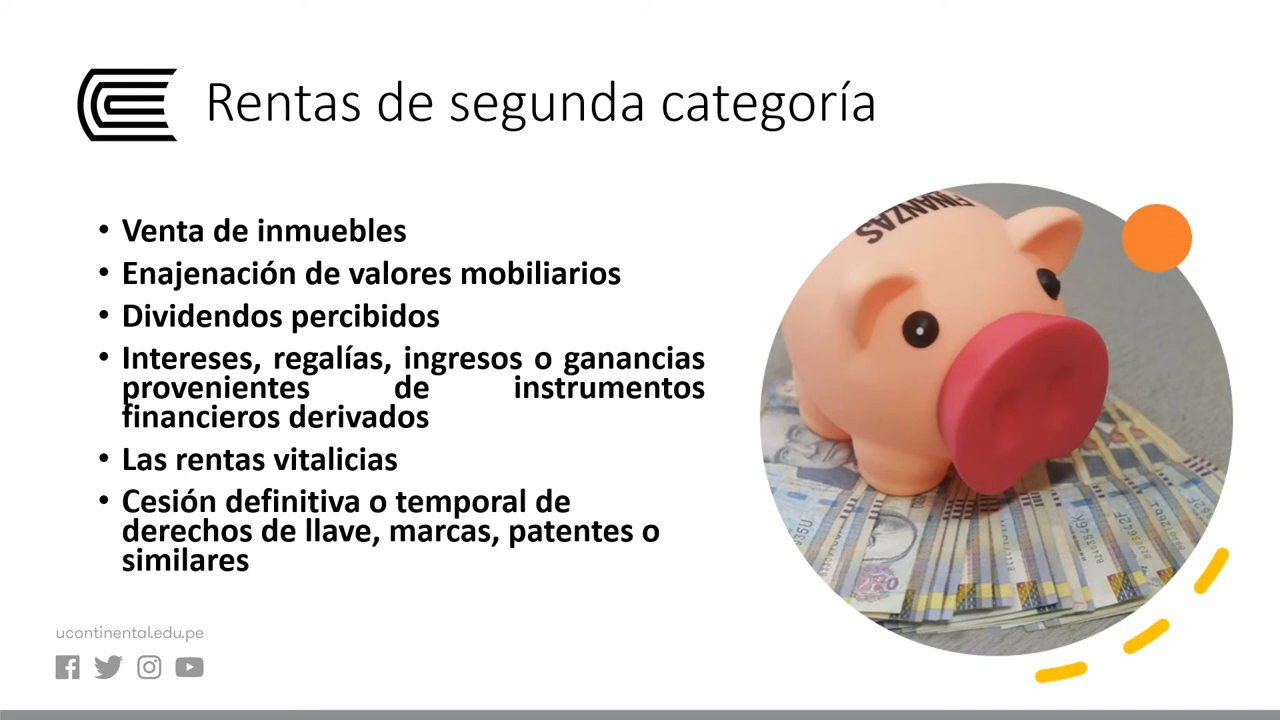 Rentas de segunda categoría
• Venta de inmuebles
• Enajenación de valores mobiliarios
• Dividendos percibidos
• Intereses, regalías, ingresos o ganancias
provenientes de instrumentos
financieros derivados
• Las rentas vitalicias
• Cesión definitiva o temporal de
derechos de llave, marcas, patentes o
similares
FINANZAS
ucontinental.edu.pe